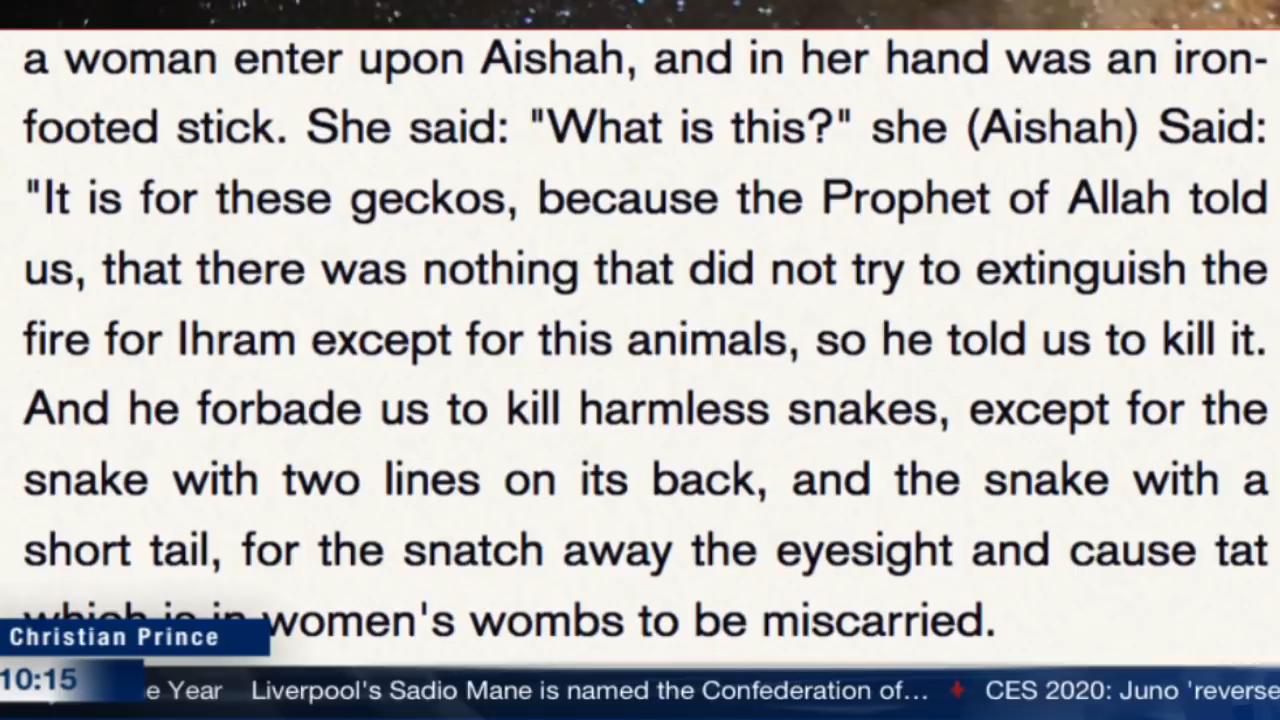 a woman enter upon Aishah, and in her hand was an iron-
footed stick. She said: "What is this?" she (Aishah) Said:
"It is for these geckos, because the Prophet of Allah told
us, that there was nothing that did not try to extinguish the
fire for Ihram except for this animals, so he told us to kill it.
And he forbade us to kill harmless snakes, except for the
snake with two lines on its back, and the snake with a
short tail, for the snatch away the eyesight and cause tat
which is in women's wombs to be miscarried.
Christian Prince
10:15
e Year Liverpool's Sadio Mane is named the Confederation of... CES 2020: Juno 'reverse